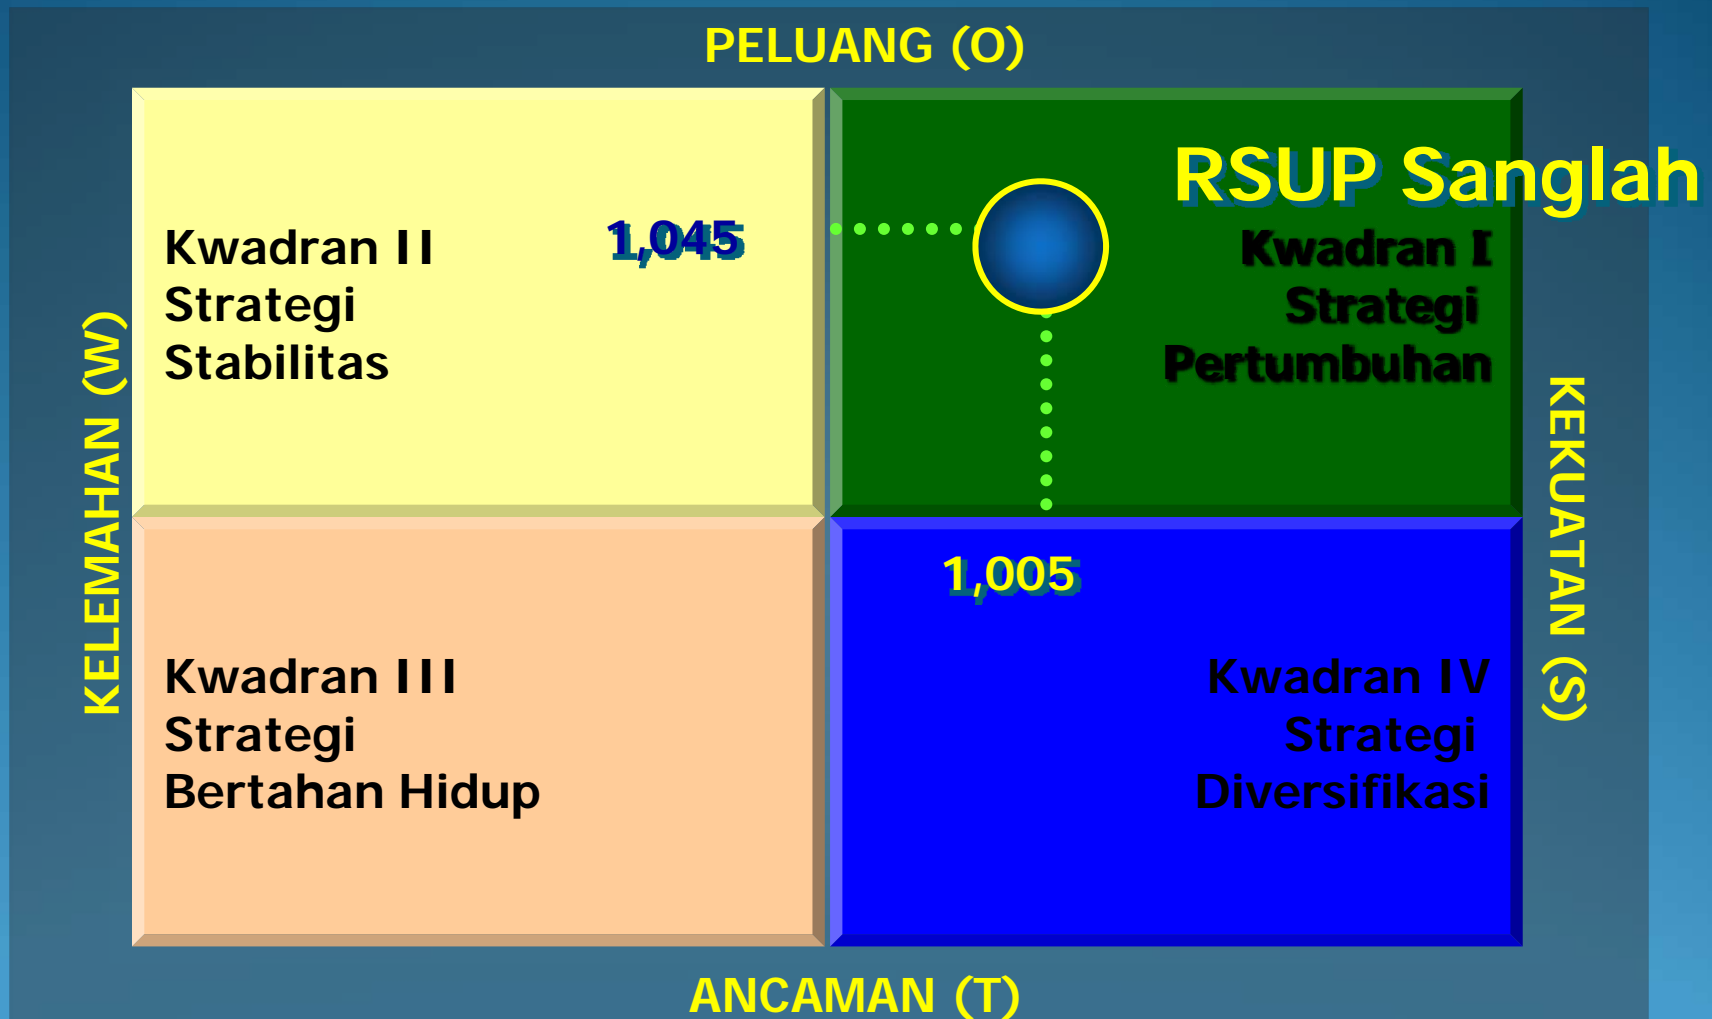 PELUANG (O)
RSUP Sanglah
Kwadran II
Strategi
Stabilitas
1,045
Kwadran I
Strategi
Pertumbuhan
KELEMAHAN (W)
KEKUATAN (S)
1,005
Kwadran III
Strategi
Bertahan Hidup
Kwadran IV
Strategi
Diversifikasi
ANCAMAN (T)